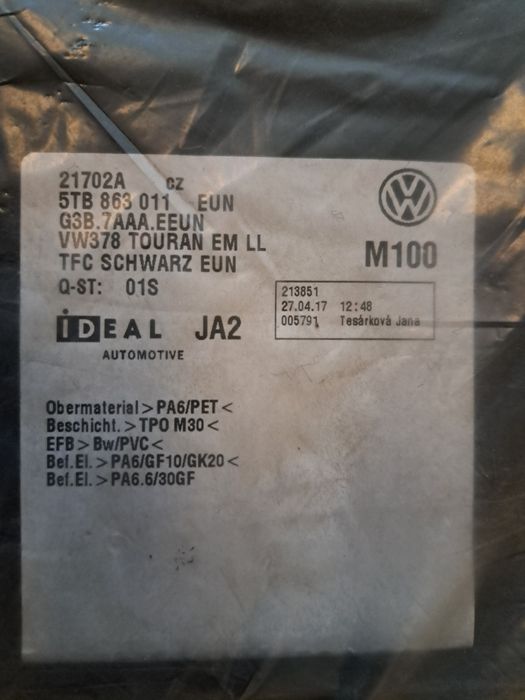 21702A CZ
5TB 863 011 EUN
G3B.7AAA.EEUN
VW378 TOURAN EM LL
TFC SCHWARZ EUN
Q-ST: 01S
VW
M100
213851
27.04.17 12:48
005791 Tesárková Jana
IDEAL JA2
AUTOMOTIVE
Obermaterial>PA6/PET<
Beschicht.>TPO M30<
EFB>Bw/PVC<
Bef.El.>PA6/GF10/GK20<
Bef.El.>PA6.6/30GF